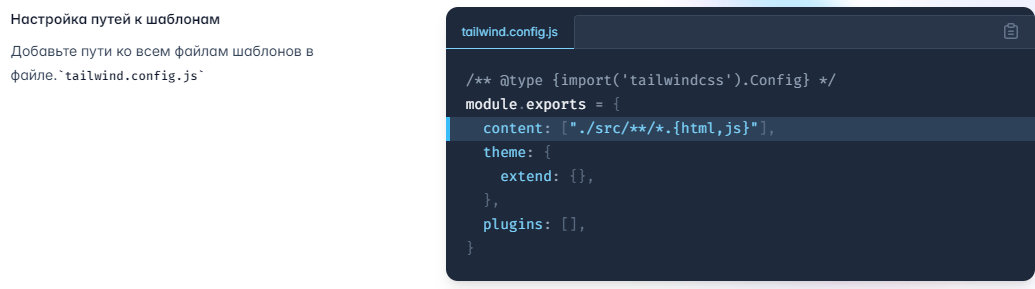 Настройка путей к шаблонам
Добавьте пути ко всем файлам шаблонов в
файле.`tailwind.config.js`
tailwind.config.js
/** @type {import('tailwindcss').Config} */
module.exports = {
  content: ["./src/**/*.{html,js}"],
  theme: {
    extend: {},
  },
  plugins: [],
}